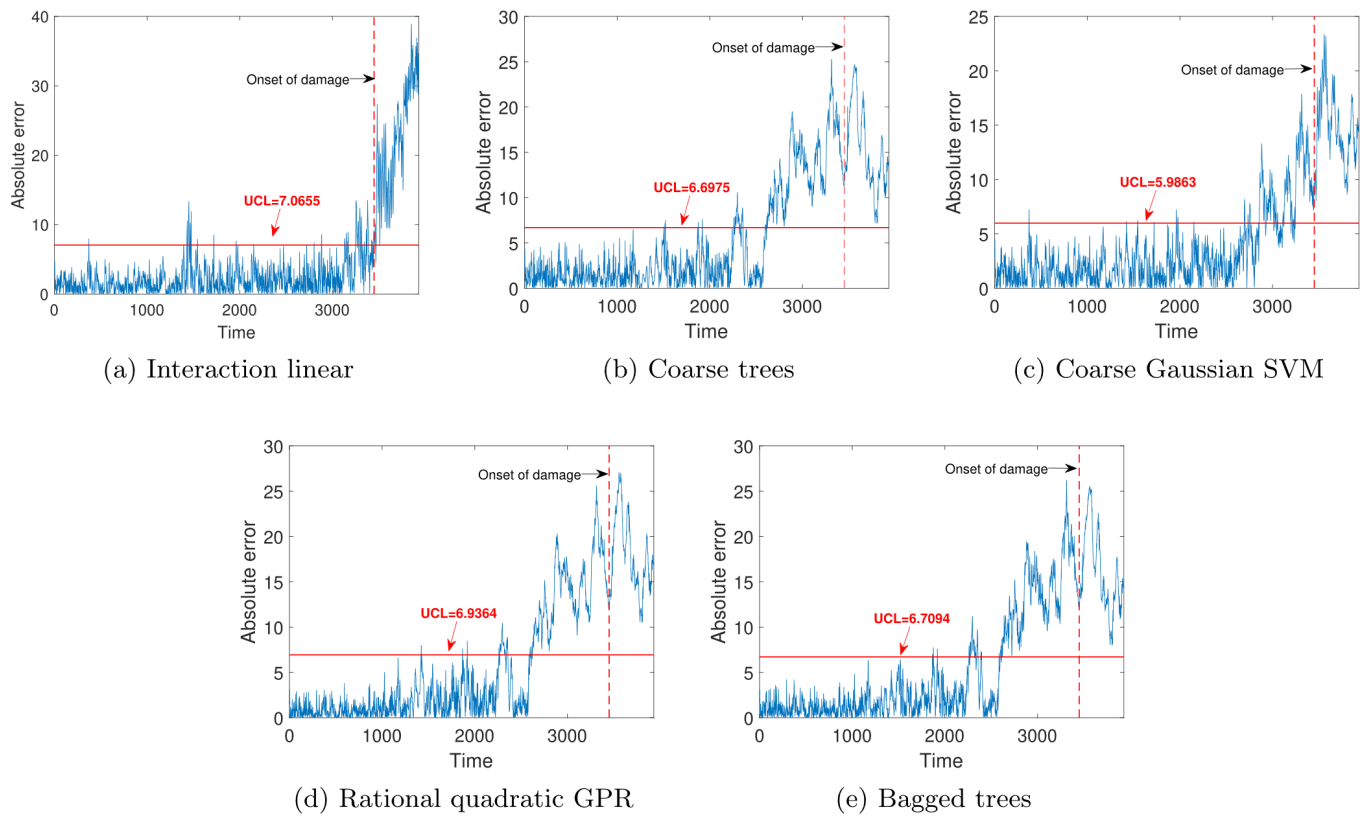 40
30
20
10
0
0 1000 2000 3000
Absolute error
Time
Onset of damage
UCL=7.0655
(a) Interaction linear
30
25
20
15
10
5
0
0 1000 2000 3000
Absolute error
Time
Onset of damage
UCL=6.6975
(b) Coarse trees
25
20
15
10
5
0
0 1000 2000 3000
Absolute error
Time
Onset of damage
UCL=5.9863
(c) Coarse Gaussian SVM
30
25
20
15
10
5
0
0 1000 2000 3000
Absolute error
Time
Onset of damage
UCL=6.9364
(d) Rational quadratic GPR
30
25
20
15
10
5
0
0 1000 2000 3000
Absolute error
Time
Onset of damage
UCL=6.7094
(e) Bagged trees